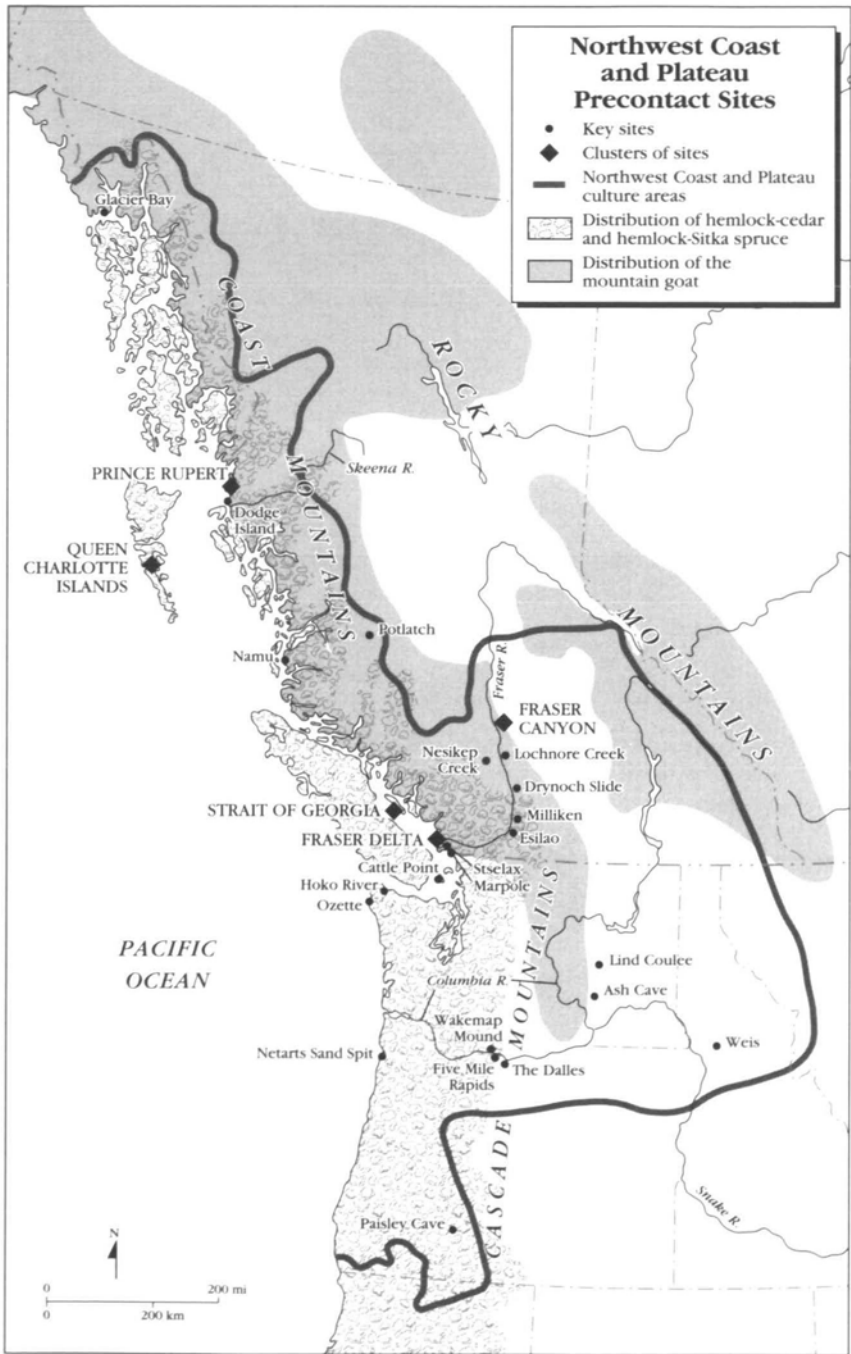 Northwest Coast
and Plateau
Precontact Sites
Key sites
Clusters of sites
Northwest Coast and Plateau
culture areas
Distribution of hemlock-cedar
and hemlock-Sitka spruce
Distribution of the
mountain goat
Glacier Bay
COAST
MOUNTAINS
ROCKY
MOUNTAINS
Skeena R.
PRINCE RUPERT
Dodge
Island
QUEEN
CHARLOTTE
ISLANDS
Potlatch
Namu
Fraser R.
FRASER
CANYON
Nesikep
Creek
Lochnore Creek
Drynoch Slide
STRAIT OF GEORGIA
Milliken
Esilao
FRASER DELTA
Stselax
Marpole
Cattle Point
Hoko River
Ozette
PACIFIC
OCEAN
CASCADE
MOUNTAINS
Lind Coulee
Columbia R.
Ash Cave
Wakemap
Mound
Netarts Sand Spit
Five Mile
Rapids
The Dalles
Weis
Snake R.
Paisley Cave
N
0 200 mi
0 200 km